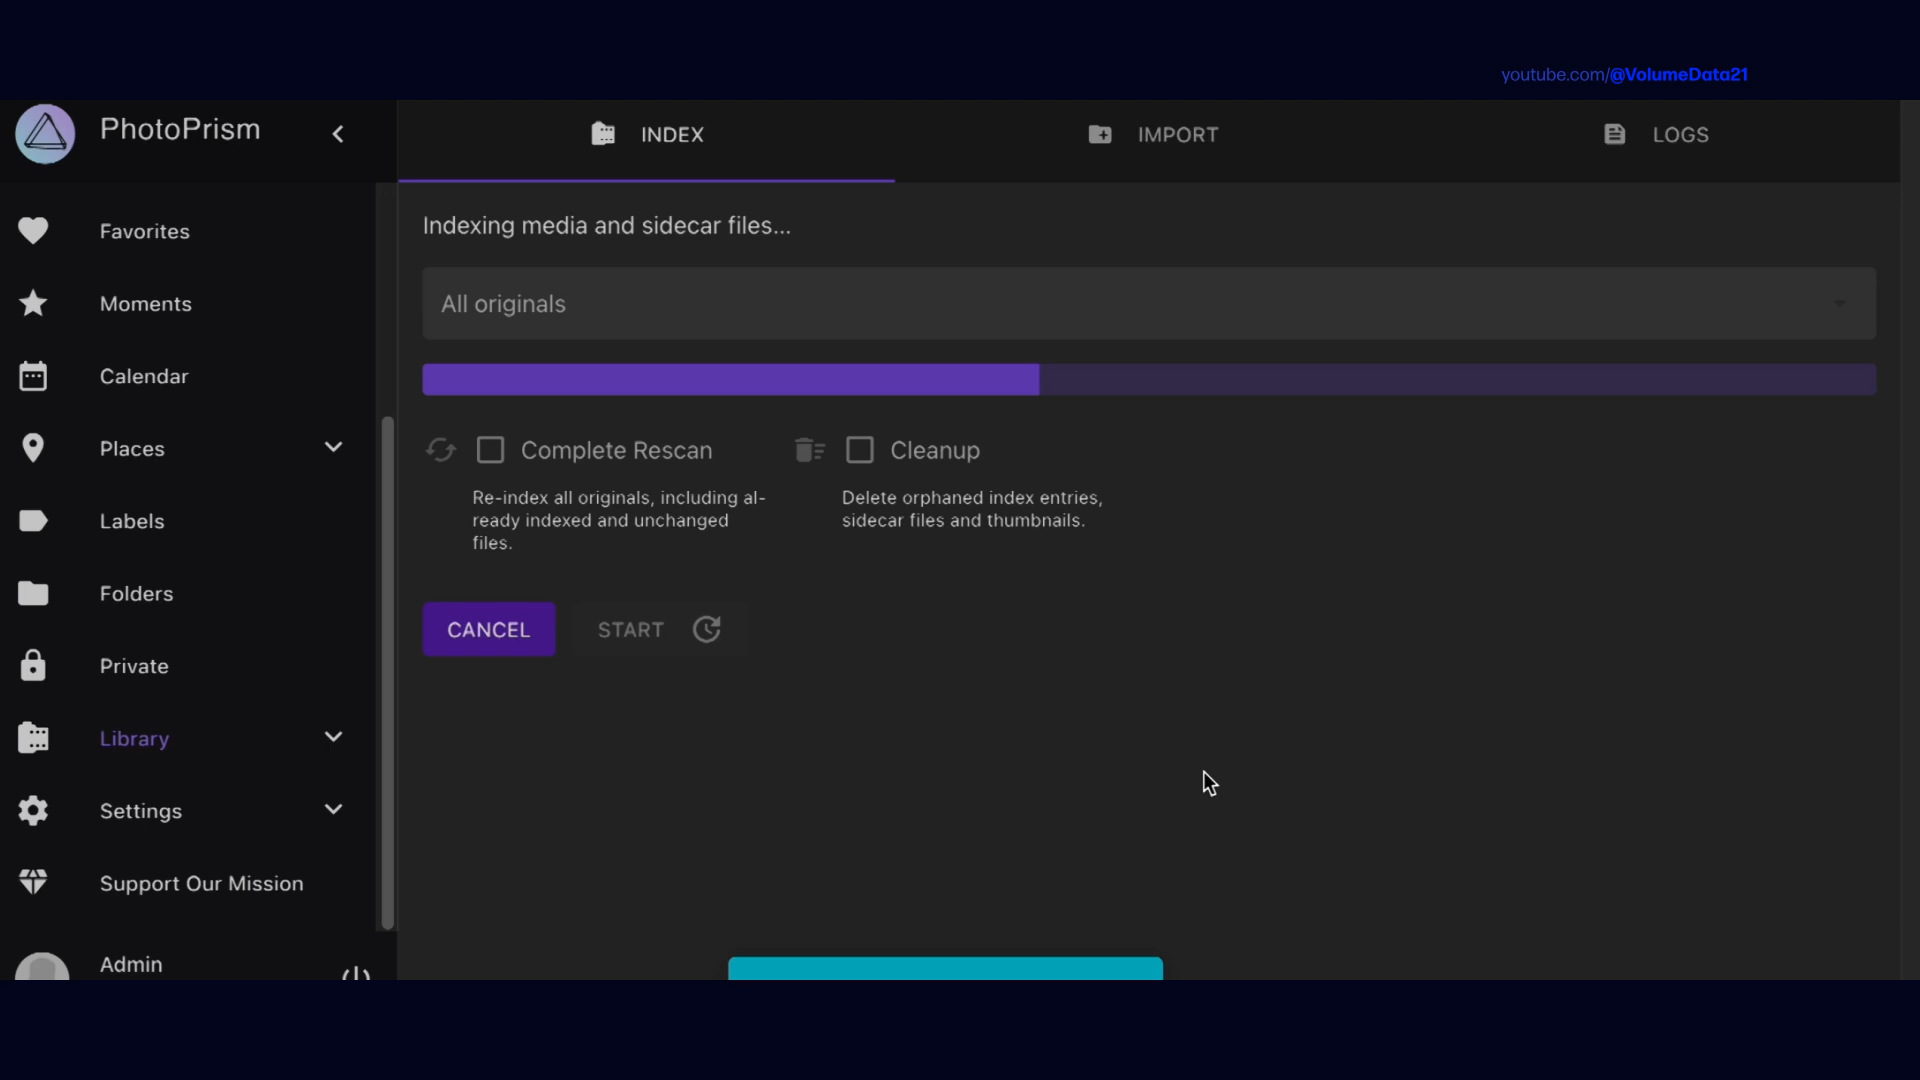 youtube.com/@VolumeData21
PhotoPrism
INDEX
IMPORT
LOGS
Favorites
Moments
Calendar
Places
Labels
Folders
Private
Library
Settings
Support Our Mission
Admin
Indexing media and sidecar files...
All originals
Complete Rescan
Re-index all originals, including al-
ready indexed and unchanged
files.
Cleanup
Delete orphaned index entries,
sidecar files and thumbnails.
CANCEL
START